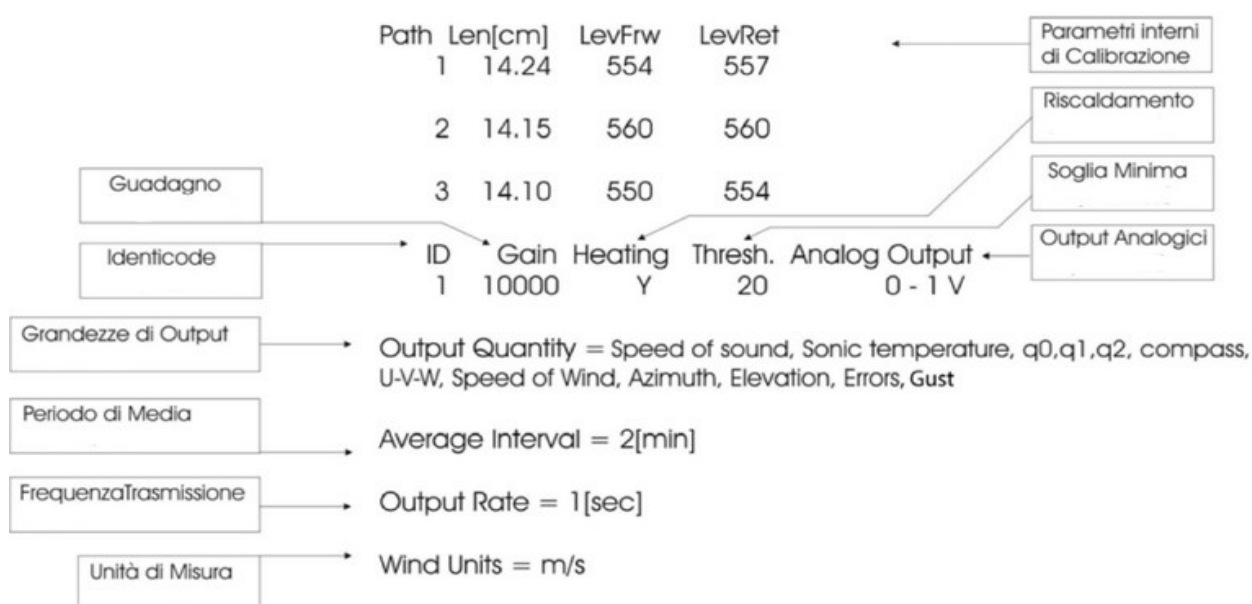 Path Len[cm] LevFrw LevRet
Parametri interni
di Calibrazione
1 14.24 554 557
Riscaldamento
2 14.15 560 560
Soglia Minima
Guadagno
3 14.10 550 554
Output Analogici
Identicode
ID Gain Heating Thresh. Analog Output
1 10000 Y 20 0 - 1 V
Grandezze di Output
Output Quantity = Speed of sound, Sonic temperature, q0,q1,q2, compass,
U-V-W, Speed of Wind, Azimuth, Elevation, Errors, Gust
Periodo di Media
Average Interval = 2[min]
FrequenzaTrasmissione
Output Rate = 1[sec]
Unità di Misura
Wind Units = m/s